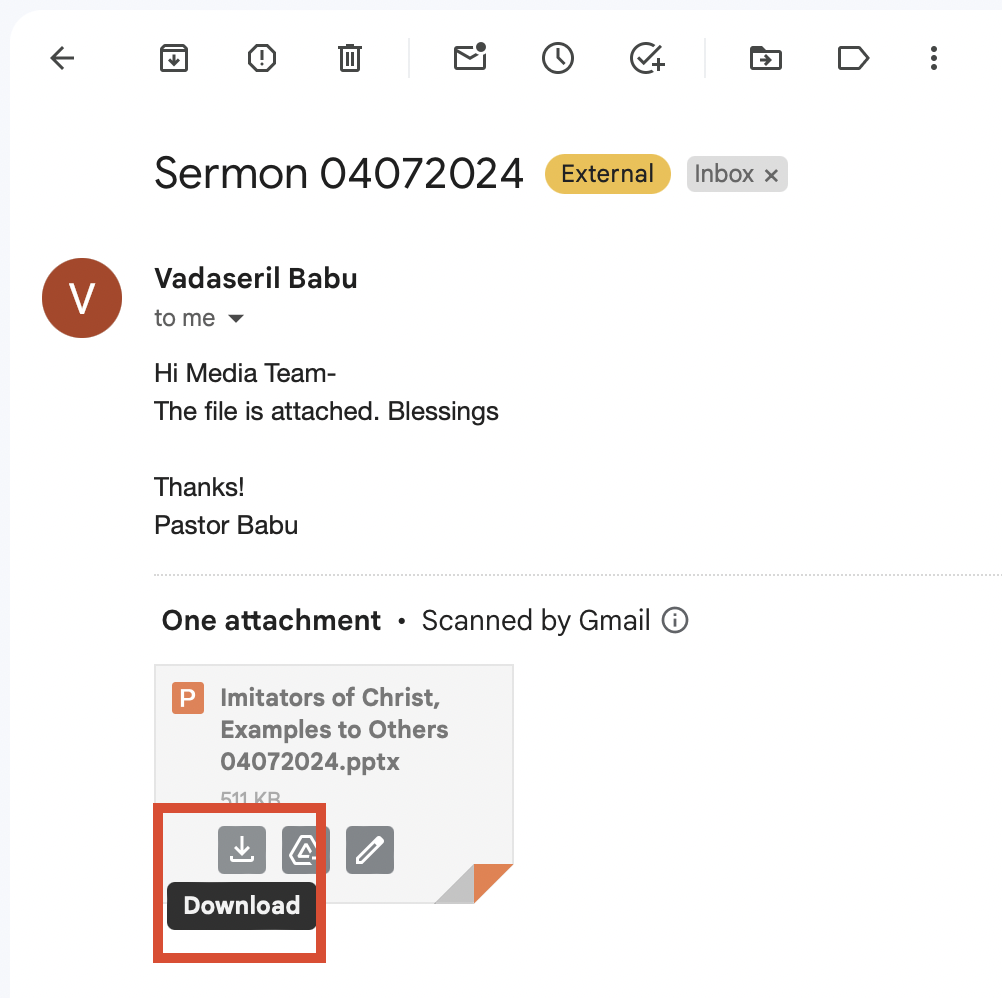 Sermon 04072024 External Inbox ×
V
Vadaseril Babu
to me
Hi Media Team-
The file is attached. Blessings
Thanks!
Pastor Babu
One attachment • Scanned by Gmail
P Imitators of Christ,
Examples to Others
04072024.pptx
511 KB
Download